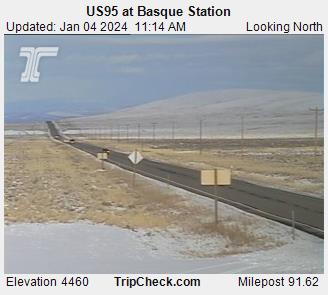 US95 at Basque Station
Updated: Jan 04 2024 11:14 AM Looking North
Elevation 4460 TripCheck.com Milepost 91.62